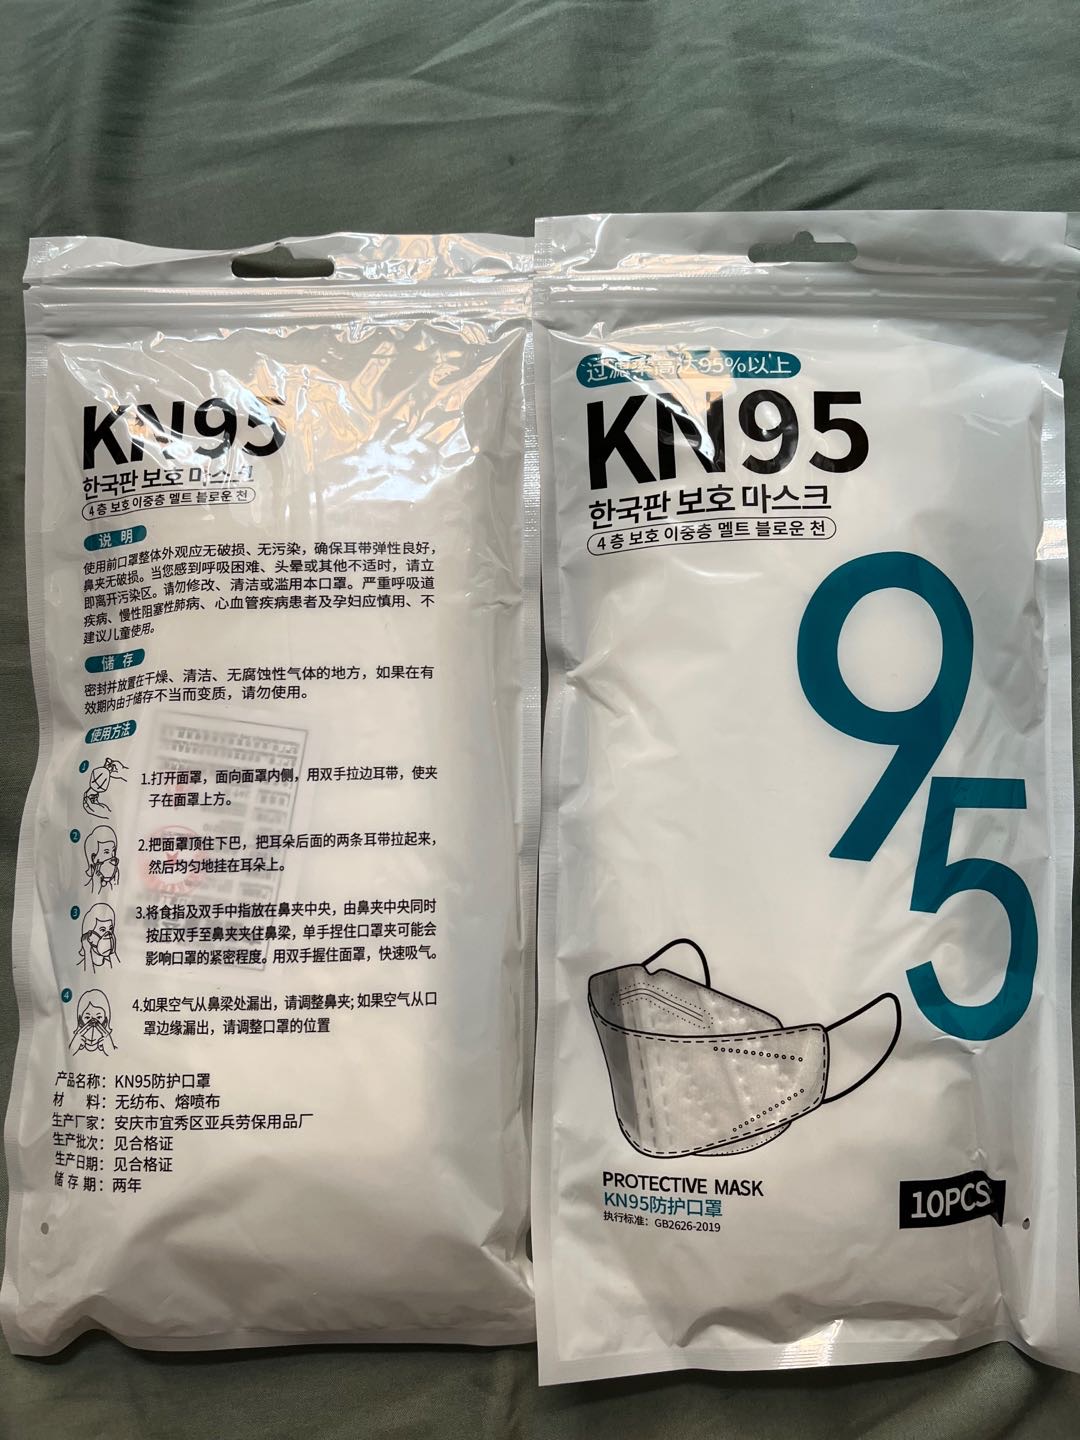 KN95
한국판 보호 마스크
4 층 보호 이중층 멜트 블로운 천
说 明
使用前口罩整体外观应无破损、无污染，确保耳带弹性良好，
鼻夹无破损。当您感到呼吸困难、头晕或其他不适时，请立
即离开污染区。请勿修改、清洁或滥用本口罩。严重呼吸道
疾病、慢性阻塞性肺病、心血管疾病患者及孕妇应慎用、不
建议儿童使用。
储 存
密封并放置在干燥、清洁、无腐蚀性气体的地方，如果在有
效期内由于储存不当而变质，请勿使用。
使用方法
1
1.打开面罩，面向面罩内侧，用双手拉边耳带，使夹
子在面罩上方。
2
2.把面罩顶住下巴，把耳朵后面的两条耳带拉起来，
然后均匀地挂在耳朵上。
3
3.将食指及双手中指放在鼻夹中央，由鼻夹中央同时
按压双手至鼻夹夹住鼻梁，单手捏住口罩夹可能会
影响口罩的紧密程度。用双手握住面罩，快速吸气。
4
4.如果空气从鼻梁处漏出，请调整鼻夹;如果空气从口
罩边缘漏出，请调整口罩的位置
产品名称：KN95防护口罩
材 料：无纺布、熔喷布
生产厂家：安庆市宜秀区亚兵劳保用品厂
生产批次：见合格证
生产日期：见合格证
储 存 期：两年
过滤率高达95%以上
KN95
한국판 보호 마스크
4 층 보호 이중층 멜트 블로운 천
95
PROTECTIVE MASK
KN95防护口罩
执行标准：GB2626-2019
10PCS